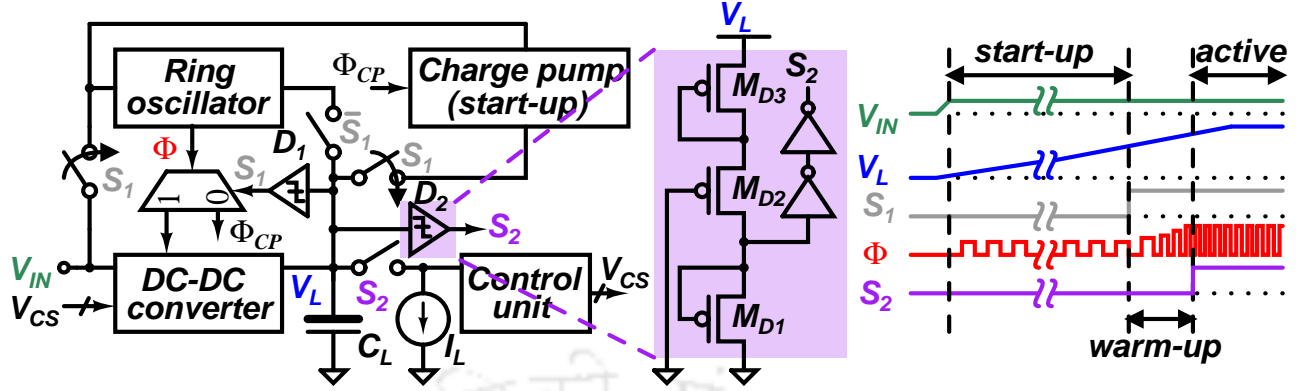 Ring
oscillator
Φ_CP
Charge pump
(start-up)
Φ
S̅_1
D_1
S_1
S_1
S_1
1
0
Φ_CP
D_2
S_2
V_IN
V_CS
DC-DC
converter
V_L
S_2
C_L
I_L
Control
unit
V_CS
V_L
M_D3
M_D2
M_D1
S_2
start-up
active
V_IN
V_L
S_1
Φ
S_2
warm-up